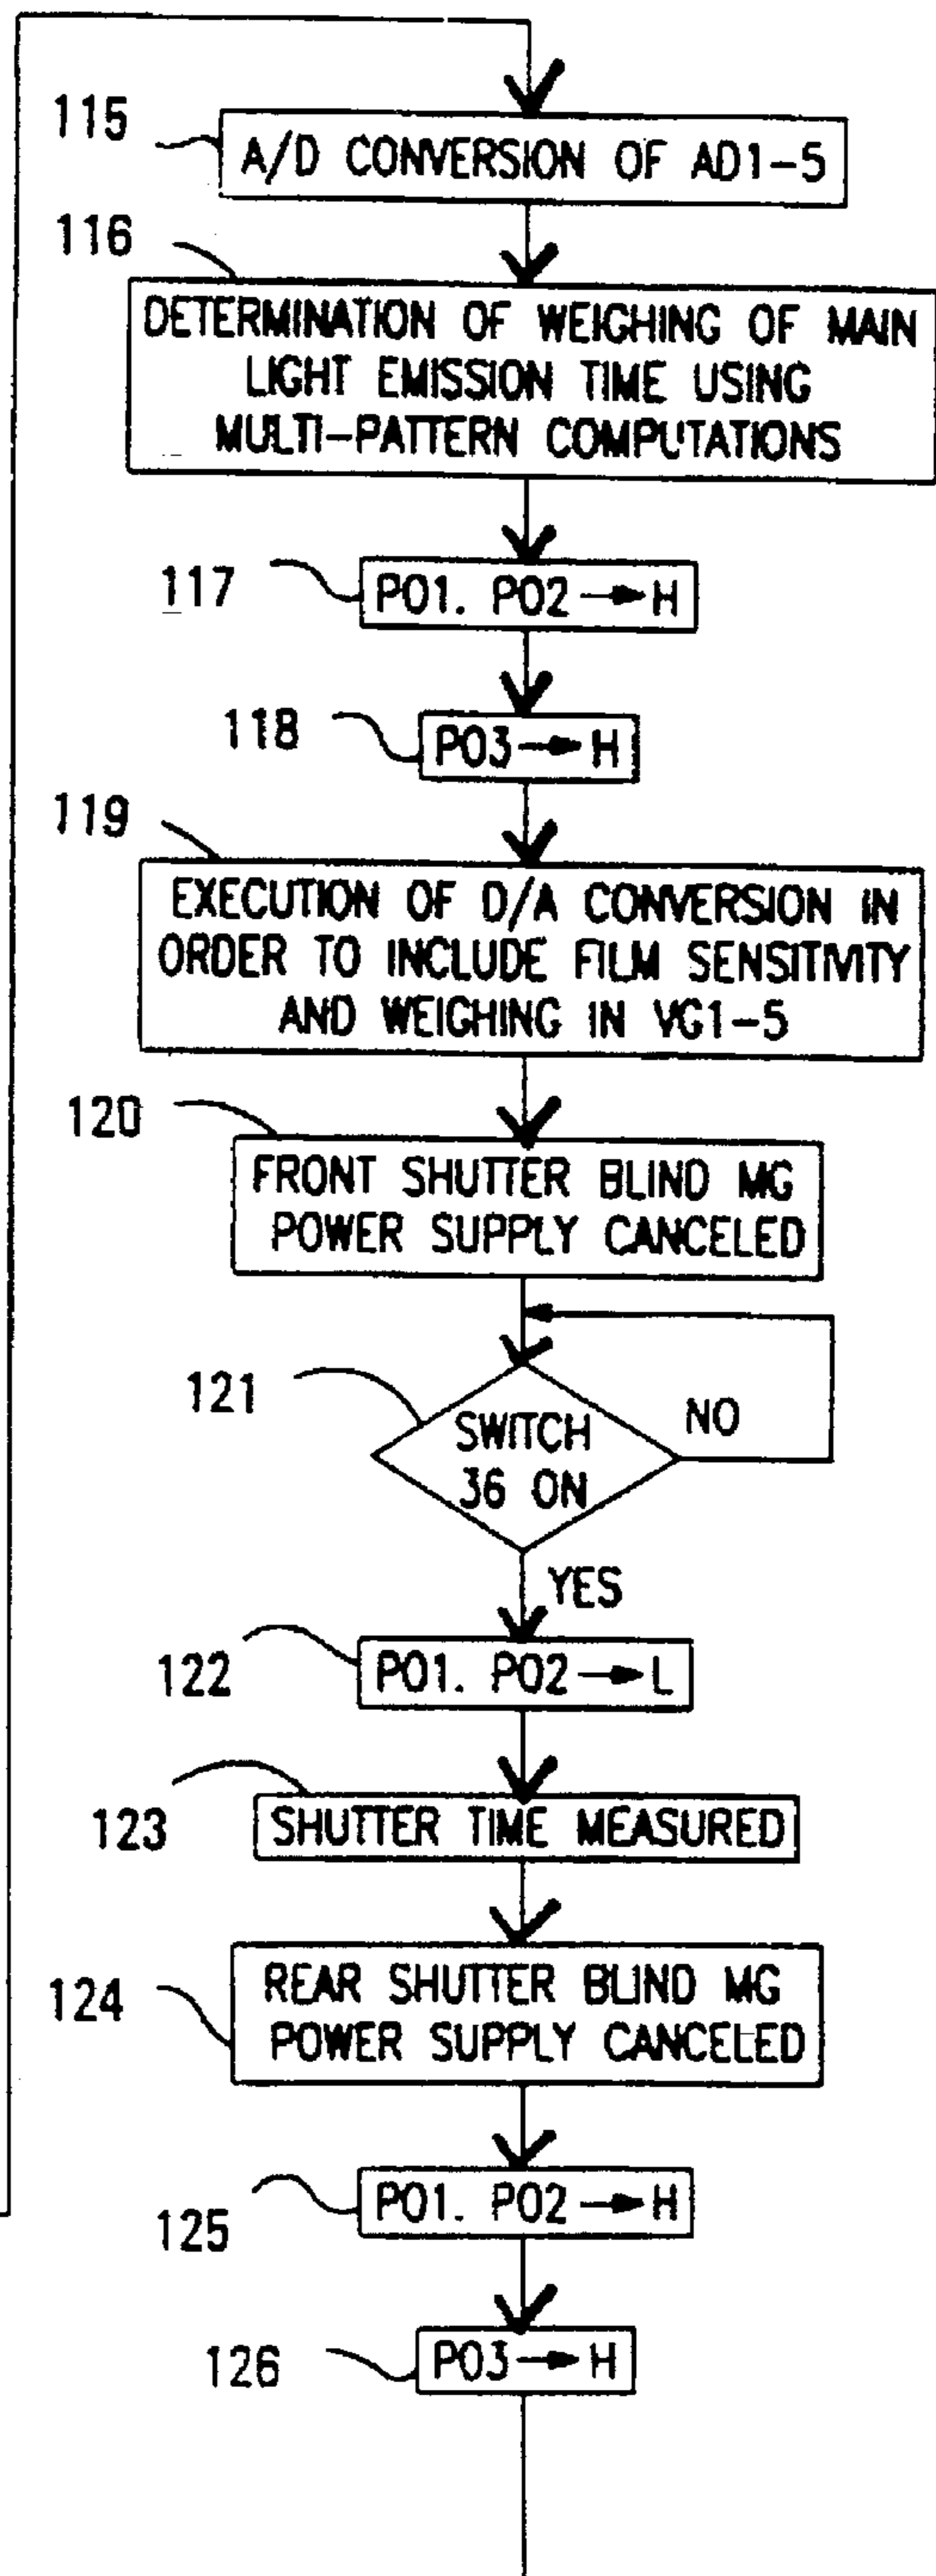 115
A/D CONVERSION OF AD1-5
116
DETERMINATION OF WEIGHING OF MAIN
LIGHT EMISSION TIME USING
MULTI-PATTERN COMPUTATIONS
117
PO1. PO2 → H
118
PO3 → H
119
EXECUTION OF D/A CONVERSION IN
ORDER TO INCLUDE FILM SENSITIVITY
AND WEIGHING IN VG1-5
120
FRONT SHUTTER BLIND MG
POWER SUPPLY CANCELED
121
SWITCH
36 ON
NO
YES
122
PO1. PO2 → L
123
SHUTTER TIME MEASURED
124
REAR SHUTTER BLIND MG
POWER SUPPLY CANCELED
125
PO1. PO2 → H
126
PO3 → H